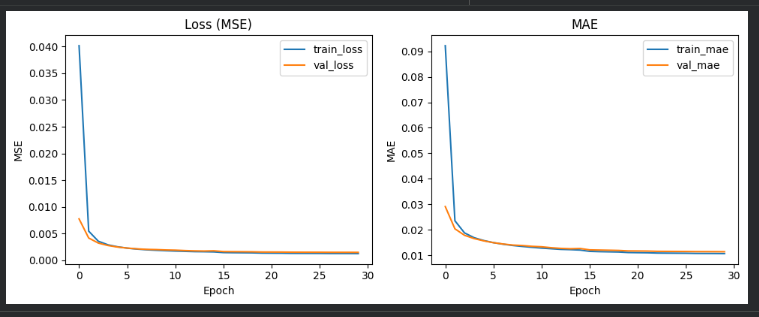 Loss (MSE)
0.040
0.035
0.030
0.025
0.020
0.015
0.010
0.005
0.000
MSE
train_loss
val_loss
0 5 10 15 20 25 30
Epoch
MAE
0.09
0.08
0.07
0.06
0.05
0.04
0.03
0.02
0.01
MAE
train_mae
val_mae
0 5 10 15 20 25 30
Epoch